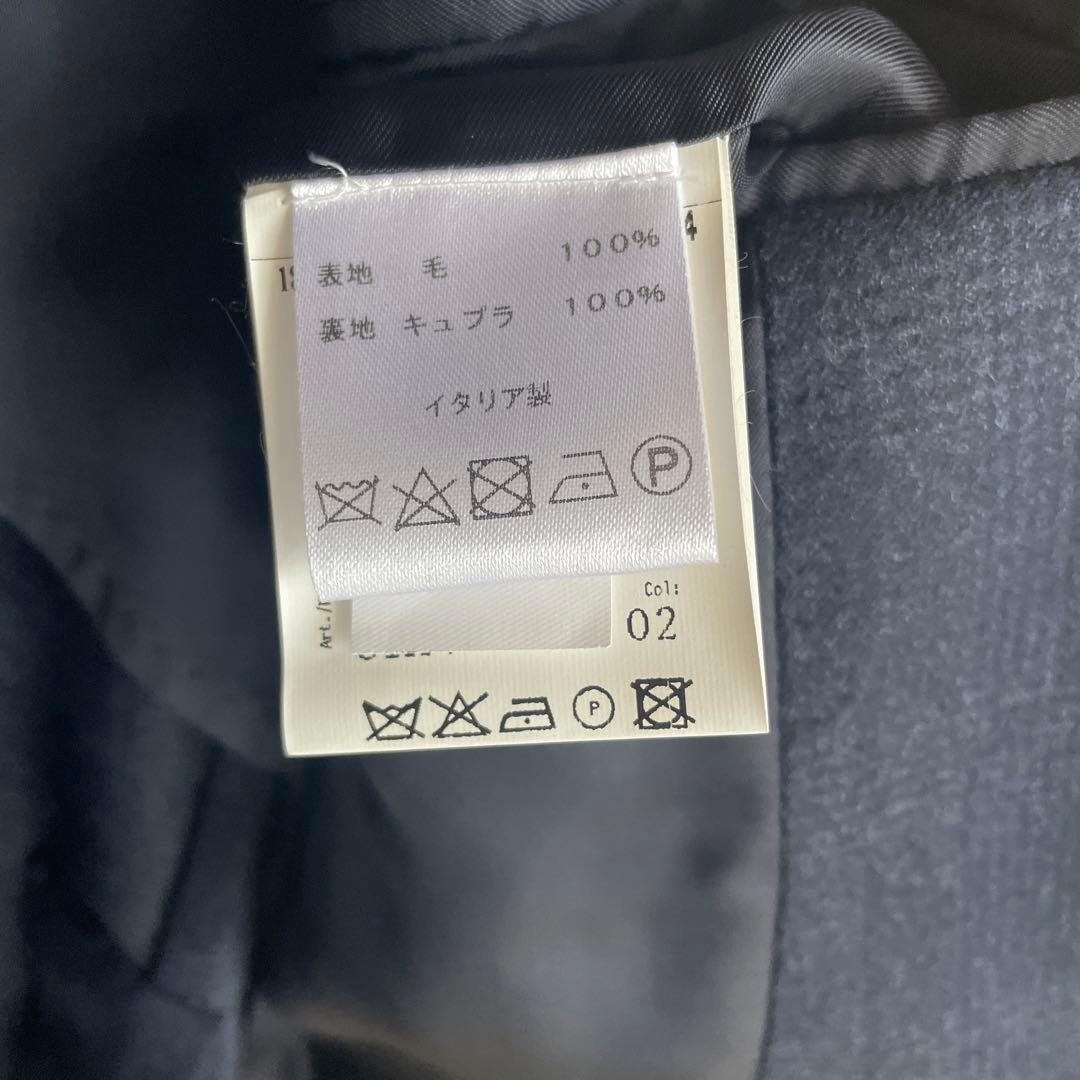 表地 毛 100%
裏地 キュプラ 100%
イタリア製
P
Col:
02
P